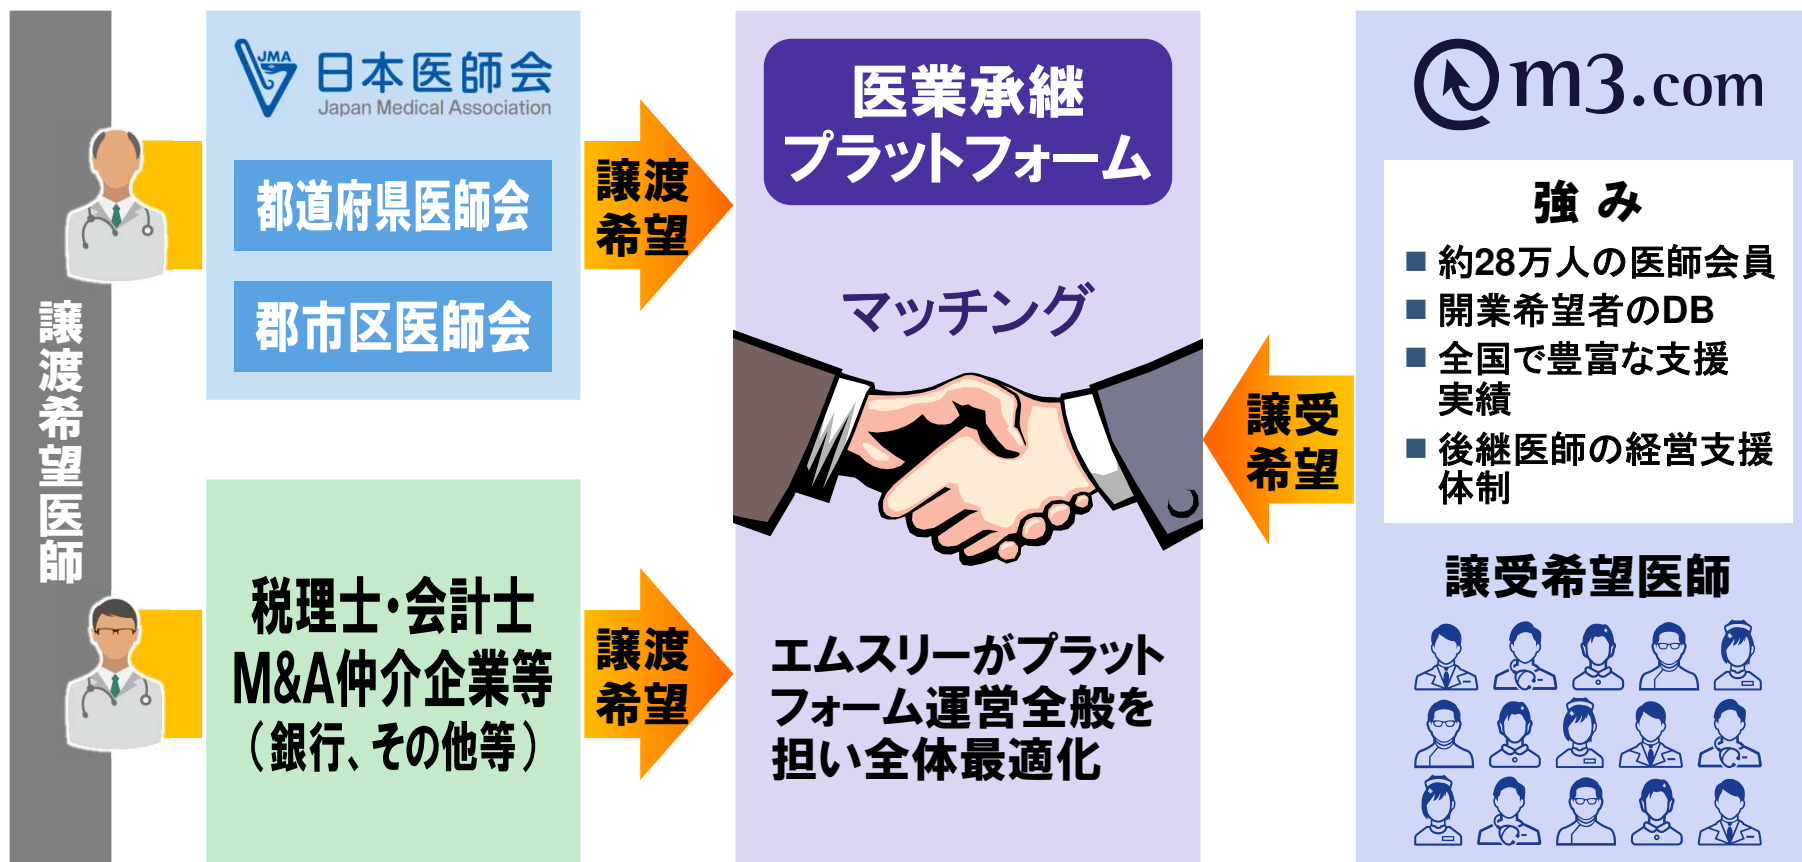 譲渡希望医師
JMA
日本医師会
Japan Medical Association
都道府県医師会
郡市区医師会
税理士・会計士
M&A仲介企業等
（銀行、その他等）
譲渡
希望
譲渡
希望
医業承継
プラットフォーム
マッチング
エムスリーがプラット
フォーム運営全般を
担い全体最適化
譲受
希望
m3.com
強み
■ 約28万人の医師会員
■ 開業希望者のDB
■ 全国で豊富な支援
実績
■ 後継医師の経営支援
体制
譲受希望医師